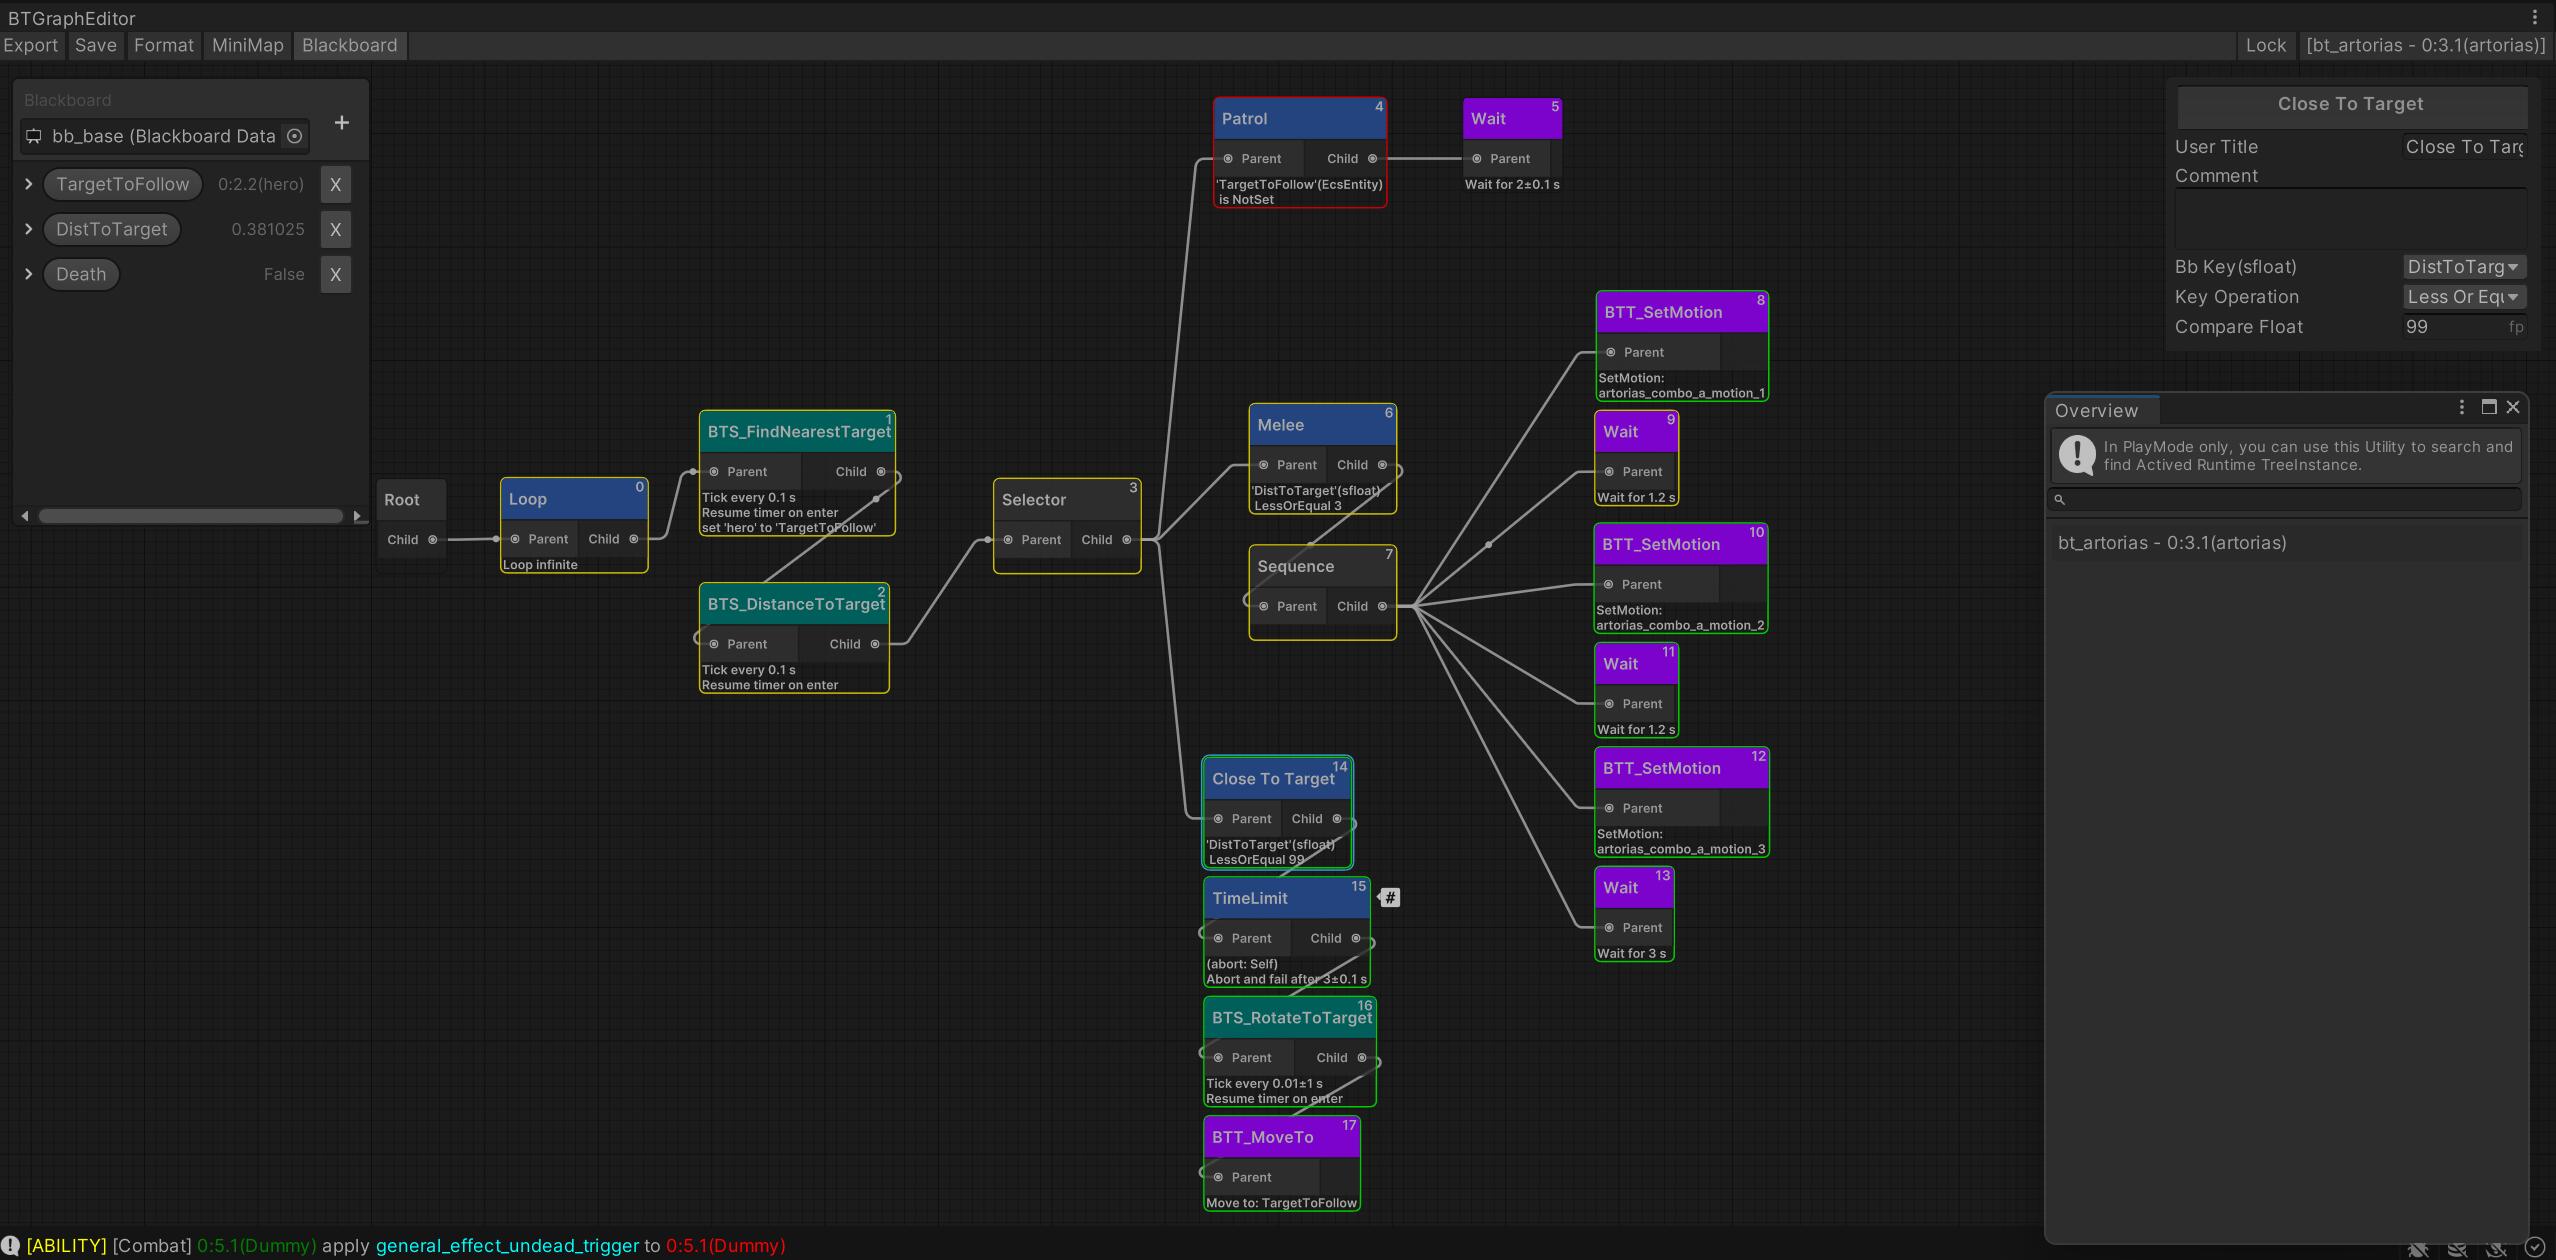 BTGraphEditor
Export Save Format MiniMap Blackboard Lock [bt_artorias - 0:3.1(artorias)]
Blackboard
bb_base (Blackboard Data
TargetToFollow 0:2.2(hero) X
DistToTarget 0.381025 X
Death False X
Root
Child
Loop 0
Parent Child
Loop infinite
BTS_FindNearestTarget 1
Parent Child
Tick every 0.1 s
Resume timer on enter
set 'hero' to 'TargetToFollow'
BTS_DistanceToTarget 2
Parent Child
Tick every 0.1 s
Resume timer on enter
Selector 3
Parent Child
Patrol 4
Parent Child
'TargetToFollow'(EcsEntity)
is NotSet
Wait 5
Parent
Wait for 2±0.1 s
Melee 6
Parent Child
'DistToTarget'(sfloat)
LessOrEqual 3
Sequence 7
Parent Child
BTT_SetMotion 8
Parent
SetMotion:
artorias_combo_a_motion_1
Wait 9
Parent
Wait for 1.2 s
BTT_SetMotion 10
Parent
SetMotion:
artorias_combo_a_motion_2
Wait 11
Parent
Wait for 1.2 s
BTT_SetMotion 12
Parent
SetMotion:
artorias_combo_a_motion_3
Wait 13
Parent
Wait for 3 s
Close To Target 14
Parent Child
'DistToTarget'(sfloat)
LessOrEqual 99
TimeLimit 15
#
Parent Child
(abort: Self)
Abort and fail after 3±0.1 s
BTS_RotateToTarget 16
Parent Child
Tick every 0.01±1 s
Resume timer on enter
BTT_MoveTo 17
Parent
Move to: TargetToFollow
Close To Target
User Title Close To Targ
Comment
Bb Key(sfloat) DistToTarg
Key Operation Less Or Equ
Compare Float 99 fp
Overview
In PlayMode only, you can use this Utility to search and
find Actived Runtime TreeInstance.
bt_artorias - 0:3.1(artorias)
[ABILITY] [Combat] 0:5.1(Dummy) apply general_effect_undead_trigger to 0:5.1(Dummy)